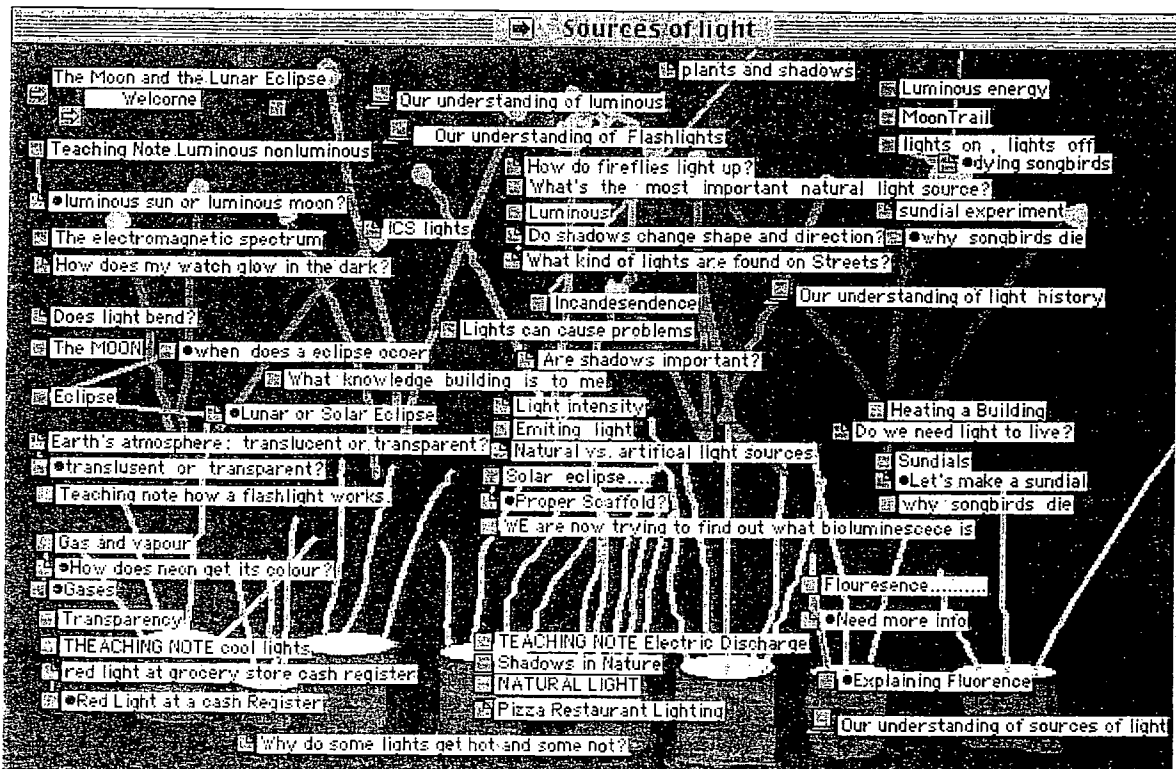 Sources of light
The Moon and the Lunar Eclipse
Welcome
Teaching Note.Luminous nonluminous
●luminous sun or luminous moon?
The electromagnetic spectrum
How does my watch glow in the dark?
Does light bend?
The MOON
●when does a eclipse occer
What knowledge building is to me
Eclipse
●Lunar or Solar Eclipse
Earth's atmosphere: translucent or transparent?
●translusent or transparent?
Teaching note how a flashlight works.
Gas and vapour
●How does neon get its colour?
●Gases
Transparency
THEACHING NOTE cool lights
red light at grocery store cash register
●Red Light at a cash Register
Why do some lights get hot and some not?
plants and shadows
Our understanding of luminous
Our understanding of Flashlights
How do fireflies light up?
What's the most important natural light source?
Luminous
ICS lights
Do shadows change shape and direction?
What kind of lights are found on Streets?
Incandesendence
Lights can cause problems
Are shadows important?
Light intensity
Emiting light
Natural vs. artifical light sources
Solar eclipse....
●Proper Scaffold?
WE are now trying to find out what bioluminescece is
TEACHING NOTE Electric Discharge
Shadows in Nature
NATURAL LIGHT
Pizza Restaurant Lighting
Luminous energy
MoonTrail
lights on , lights off
●dying songbirds
sundial experiment
●why songbirds die
Our understanding of light history
Heating a Building
Do we need light to live?
Sundials
●Let's make a sundial
why songbirds die
Flouresence.........
●Need more info
●Explaining Fluorence
Our understanding of sources of light